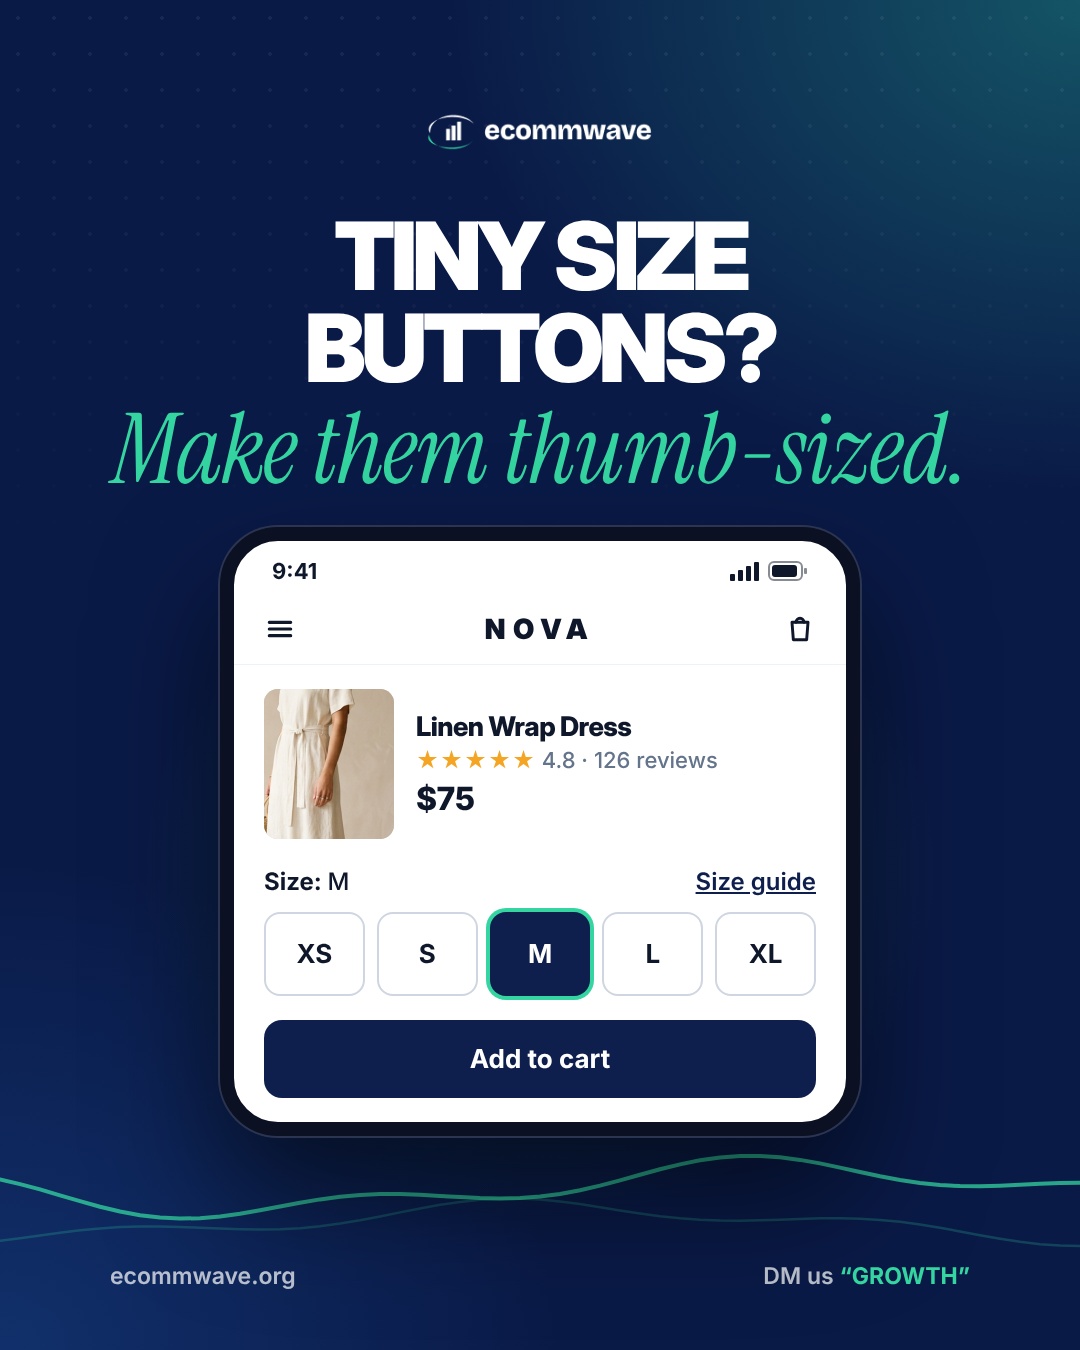 ecommwave
TINY SIZE
BUTTONS?
Make them thumb-sized.
9:41
NOVA
Linen Wrap Dress
★★★★★ 4.8 · 126 reviews
$75
Size: M Size guide
XS S M L XL
Add to cart
ecommwave.org DM us “GROWTH”